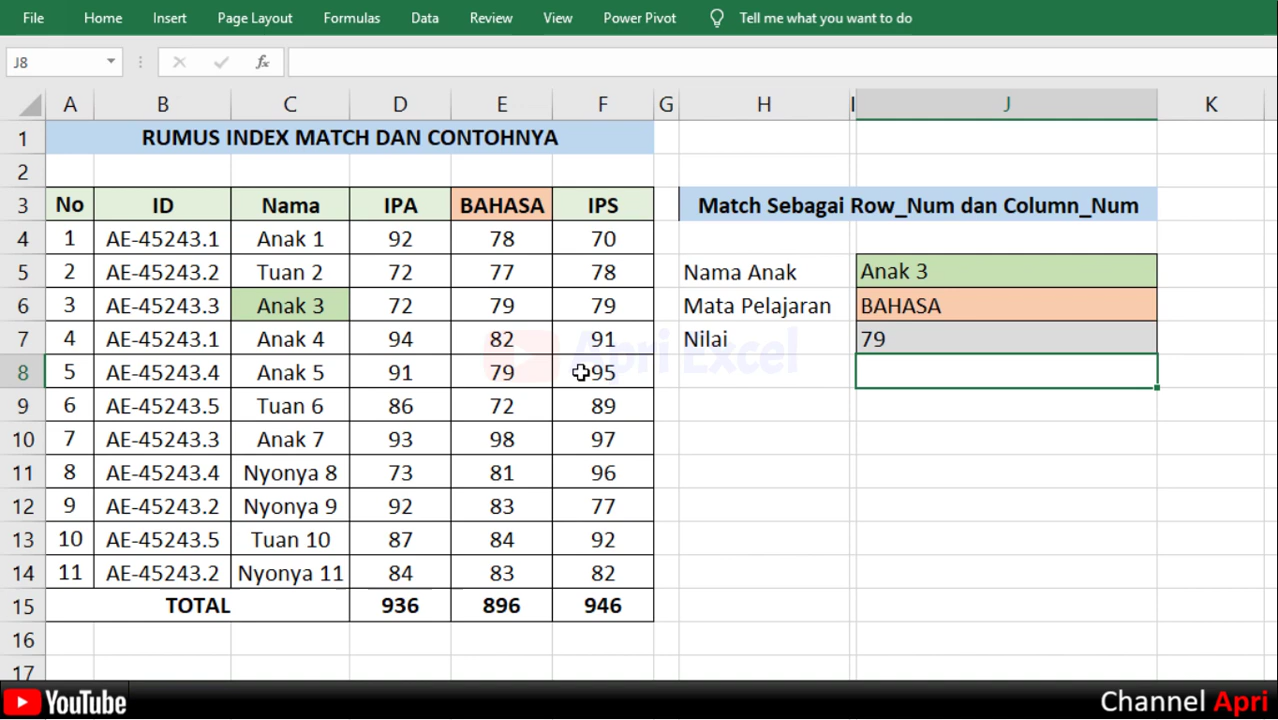 File Home Insert Page Layout Formulas Data Review View Power Pivot Tell me what you want to do
J8 fx
A B C D E F G H I J K
1 RUMUS INDEX MATCH DAN CONTOHNYA
2
3 No ID Nama IPA BAHASA IPS Match Sebagai Row_Num dan Column_Num
4 1 AE-45243.1 Anak 1 92 78 70
5 2 AE-45243.2 Tuan 2 72 77 78 Nama Anak Anak 3
6 3 AE-45243.3 Anak 3 72 79 79 Mata Pelajaran BAHASA
7 4 AE-45243.1 Anak 4 94 82 91 Nilai 79
Apri Excel
8 5 AE-45243.4 Anak 5 91 79 95
9 6 AE-45243.5 Tuan 6 86 72 89
10 7 AE-45243.3 Anak 7 93 98 97
11 8 AE-45243.4 Nyonya 8 73 81 96
12 9 AE-45243.2 Nyonya 9 92 83 77
13 10 AE-45243.5 Tuan 10 87 84 92
14 11 AE-45243.2 Nyonya 11 84 83 82
15 TOTAL 936 896 946
16
17
YouTube Channel Apri